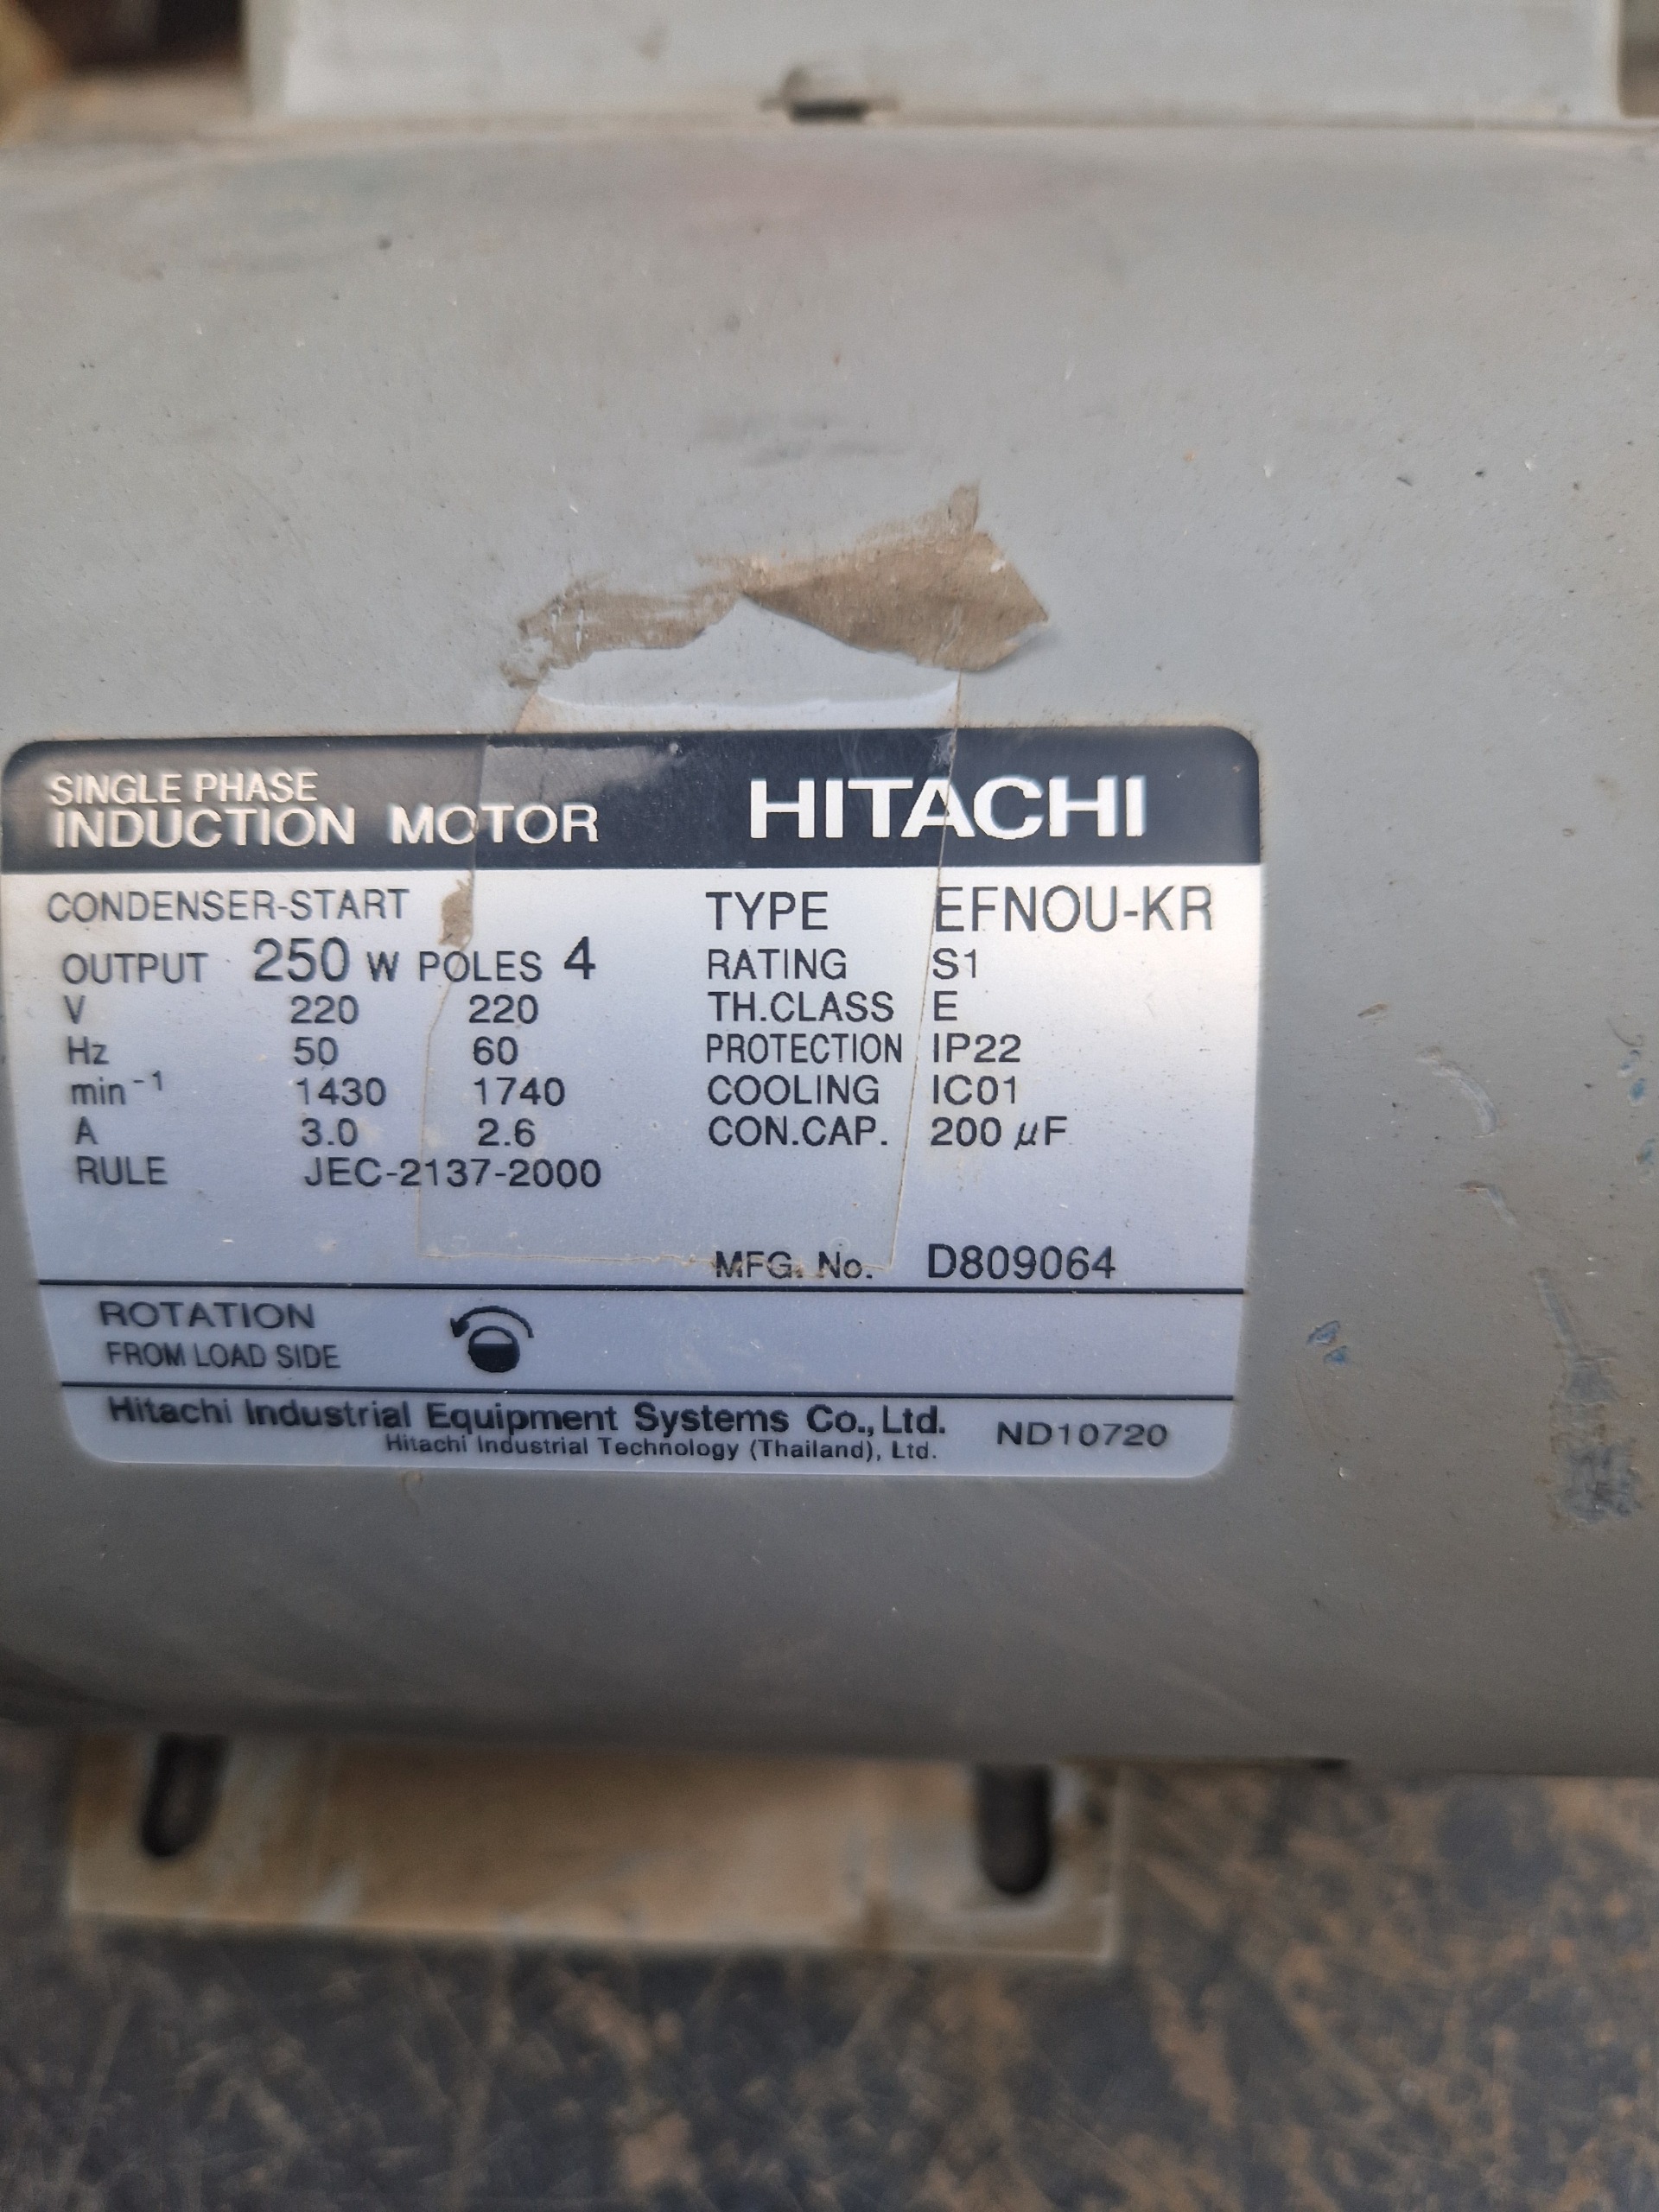 SINGLE PHASE
INDUCTION MOTOR HITACHI
CONDENSER-START TYPE EFNOU-KR
OUTPUT 250 W POLES 4 RATING S1
V 220 220 TH.CLASS E
Hz 50 60 PROTECTION IP22
min⁻¹ 1430 1740 COOLING IC01
A 3.0 2.6 CON.CAP. 200 μF
RULE JEC-2137-2000
MFG. No. D809064
ROTATION
FROM LOAD SIDE
Hitachi Industrial Equipment Systems Co., Ltd. ND10720
Hitachi Industrial Technology (Thailand), Ltd.